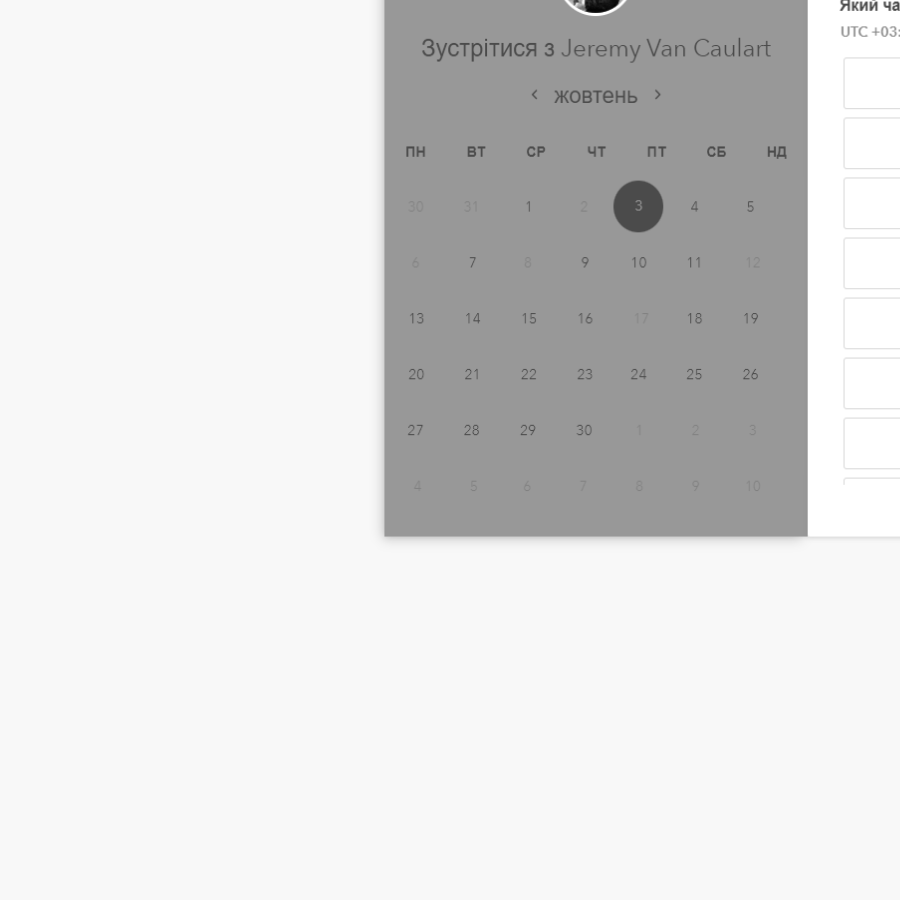 Зустрітися з Jeremy Van Caulart
< жовтень >
ПН ВТ СР ЧТ ПТ СБ НД
30 31 1 2 3 4 5
6 7 8 9 10 11 12
13 14 15 16 17 18 19
20 21 22 23 24 25 26
27 28 29 30 1 2 3
4 5 6 7 8 9 10
Який ча
UTC +03: